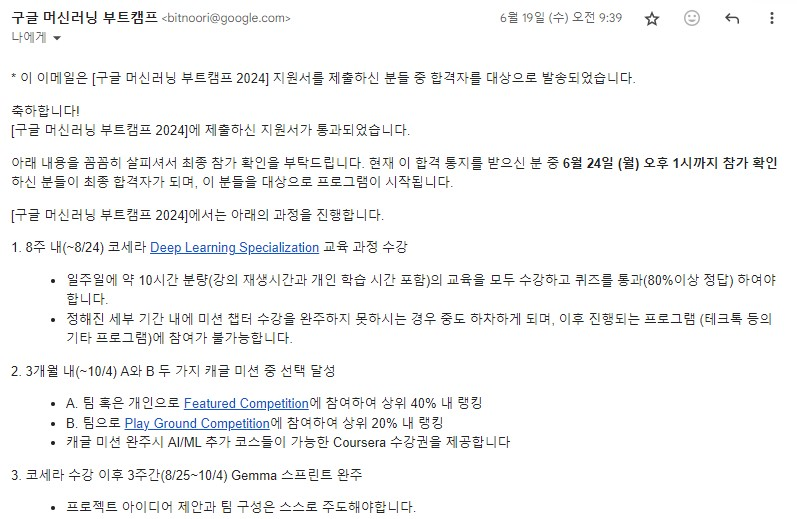 구글 머신러닝 부트캠프 <bitnoori@google.com>
6월 19일 (수) 오전 9:39
나에게
* 이 이메일은 [구글 머신러닝 부트캠프 2024] 지원서를 제출하신 분들 중 합격자를 대상으로 발송되었습니다.
축하합니다!
[구글 머신러닝 부트캠프 2024]에 제출하신 지원서가 통과되었습니다.
아래 내용을 꼼꼼히 살피셔서 최종 참가 확인을 부탁드립니다. 현재 이 합격 통지를 받으신 분 중 6월 24일 (월) 오후 1시까지 참가 확인
하신 분들이 최종 합격자가 되며, 이 분들을 대상으로 프로그램이 시작됩니다.
[구글 머신러닝 부트캠프 2024]에서는 아래의 과정을 진행합니다.
1. 8주 내(~8/24) 코세라 Deep Learning Specialization 교육 과정 수강
• 일주일에 약 10시간 분량(강의 재생시간과 개인 학습 시간 포함)의 교육을 모두 수강하고 퀴즈를 통과(80%이상 정답) 하여야
합니다.
• 정해진 세부 기간 내에 미션 챕터 수강을 완주하지 못하시는 경우 중도 하차하게 되며, 이후 진행되는 프로그램 (테크톡 등의
기타 프로그램)에 참여가 불가능합니다.
2. 3개월 내(~10/4) A와 B 두 가지 캐글 미션 중 선택 달성
• A. 팀 혹은 개인으로 Featured Competition에 참여하여 상위 40% 내 랭킹
• B. 팀으로 Play Ground Competition에 참여하여 상위 20% 내 랭킹
• 캐글 미션 완주시 AI/ML 추가 코스들이 가능한 Coursera 수강권을 제공합니다
3. 코세라 수강 이후 3주간(8/25~10/4) Gemma 스프린트 완주
• 프로젝트 아이디어 제안과 팀 구성은 스스로 주도해야합니다.